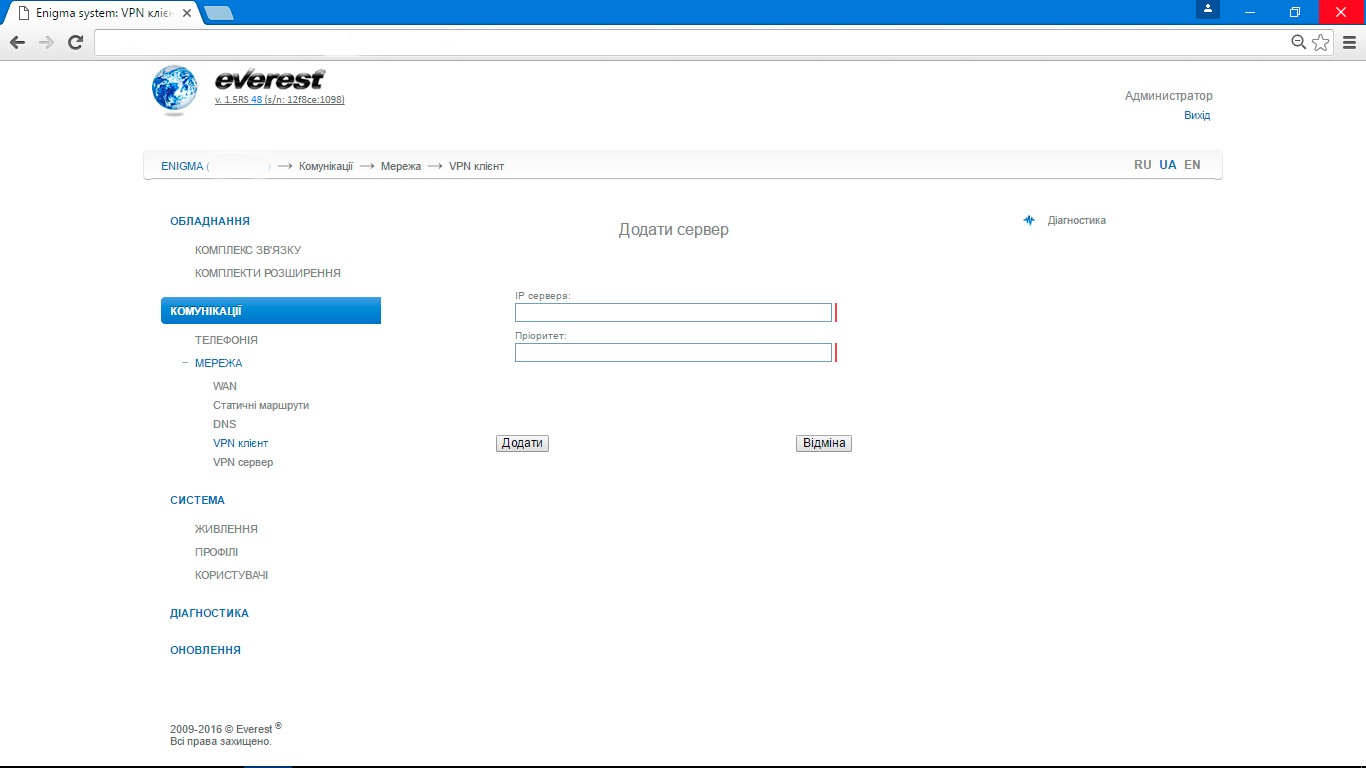 Enigma system: VPN клієн
everest
v. 1.5RS 48 (s/n: 12f8ce:1098)
Администратор
Вихід
ENIGMA ( ) → Комунікації → Мережа → VPN клієнт
RU UA EN
ОБЛАДНАННЯ
КОМПЛЕКС ЗВ'ЯЗКУ
КОМПЛЕКТИ РОЗШИРЕННЯ
КОМУНІКАЦІЇ
ТЕЛЕФОНІЯ
– МЕРЕЖА
WAN
Статичні маршрути
DNS
VPN клієнт
VPN сервер
СИСТЕМА
ЖИВЛЕННЯ
ПРОФІЛІ
КОРИСТУВАЧІ
ДІАГНОСТИКА
ОНОВЛЕННЯ
Додати сервер
IP сервера:
Пріоритет:
Додати
Відміна
Діагностика
2009-2016 © Everest ®
Всі права захищено.